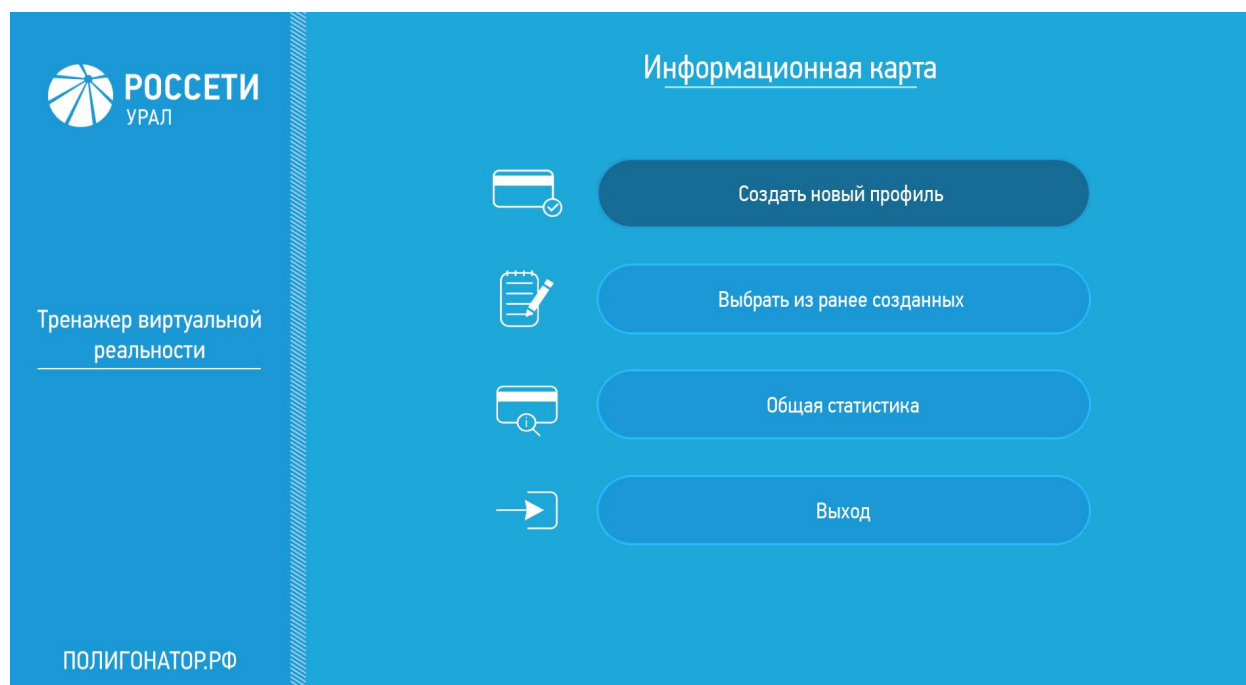 РОССЕТИ
УРАЛ
Тренажер виртуальной
реальности
ПОЛИГОНАТОР.РФ
Информационная карта
Создать новый профиль
Выбрать из ранее созданных
Общая статистика
Выход